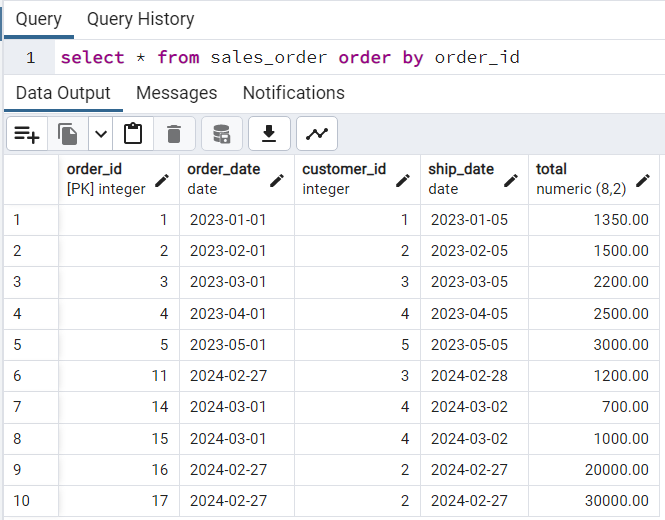 Query Query History
1 select * from sales_order order by order_id
Data Output Messages Notifications
order_id order_date customer_id ship_date total
[PK] integer date integer date numeric (8,2)
1 1 2023-01-01 1 2023-01-05 1350.00
2 2 2023-02-01 2 2023-02-05 1500.00
3 3 2023-03-01 3 2023-03-05 2200.00
4 4 2023-04-01 4 2023-04-05 2500.00
5 5 2023-05-01 5 2023-05-05 3000.00
6 11 2024-02-27 3 2024-02-28 1200.00
7 14 2024-03-01 4 2024-03-02 700.00
8 15 2024-03-01 4 2024-03-02 1000.00
9 16 2024-02-27 2 2024-02-27 20000.00
10 17 2024-02-27 2 2024-02-27 30000.00